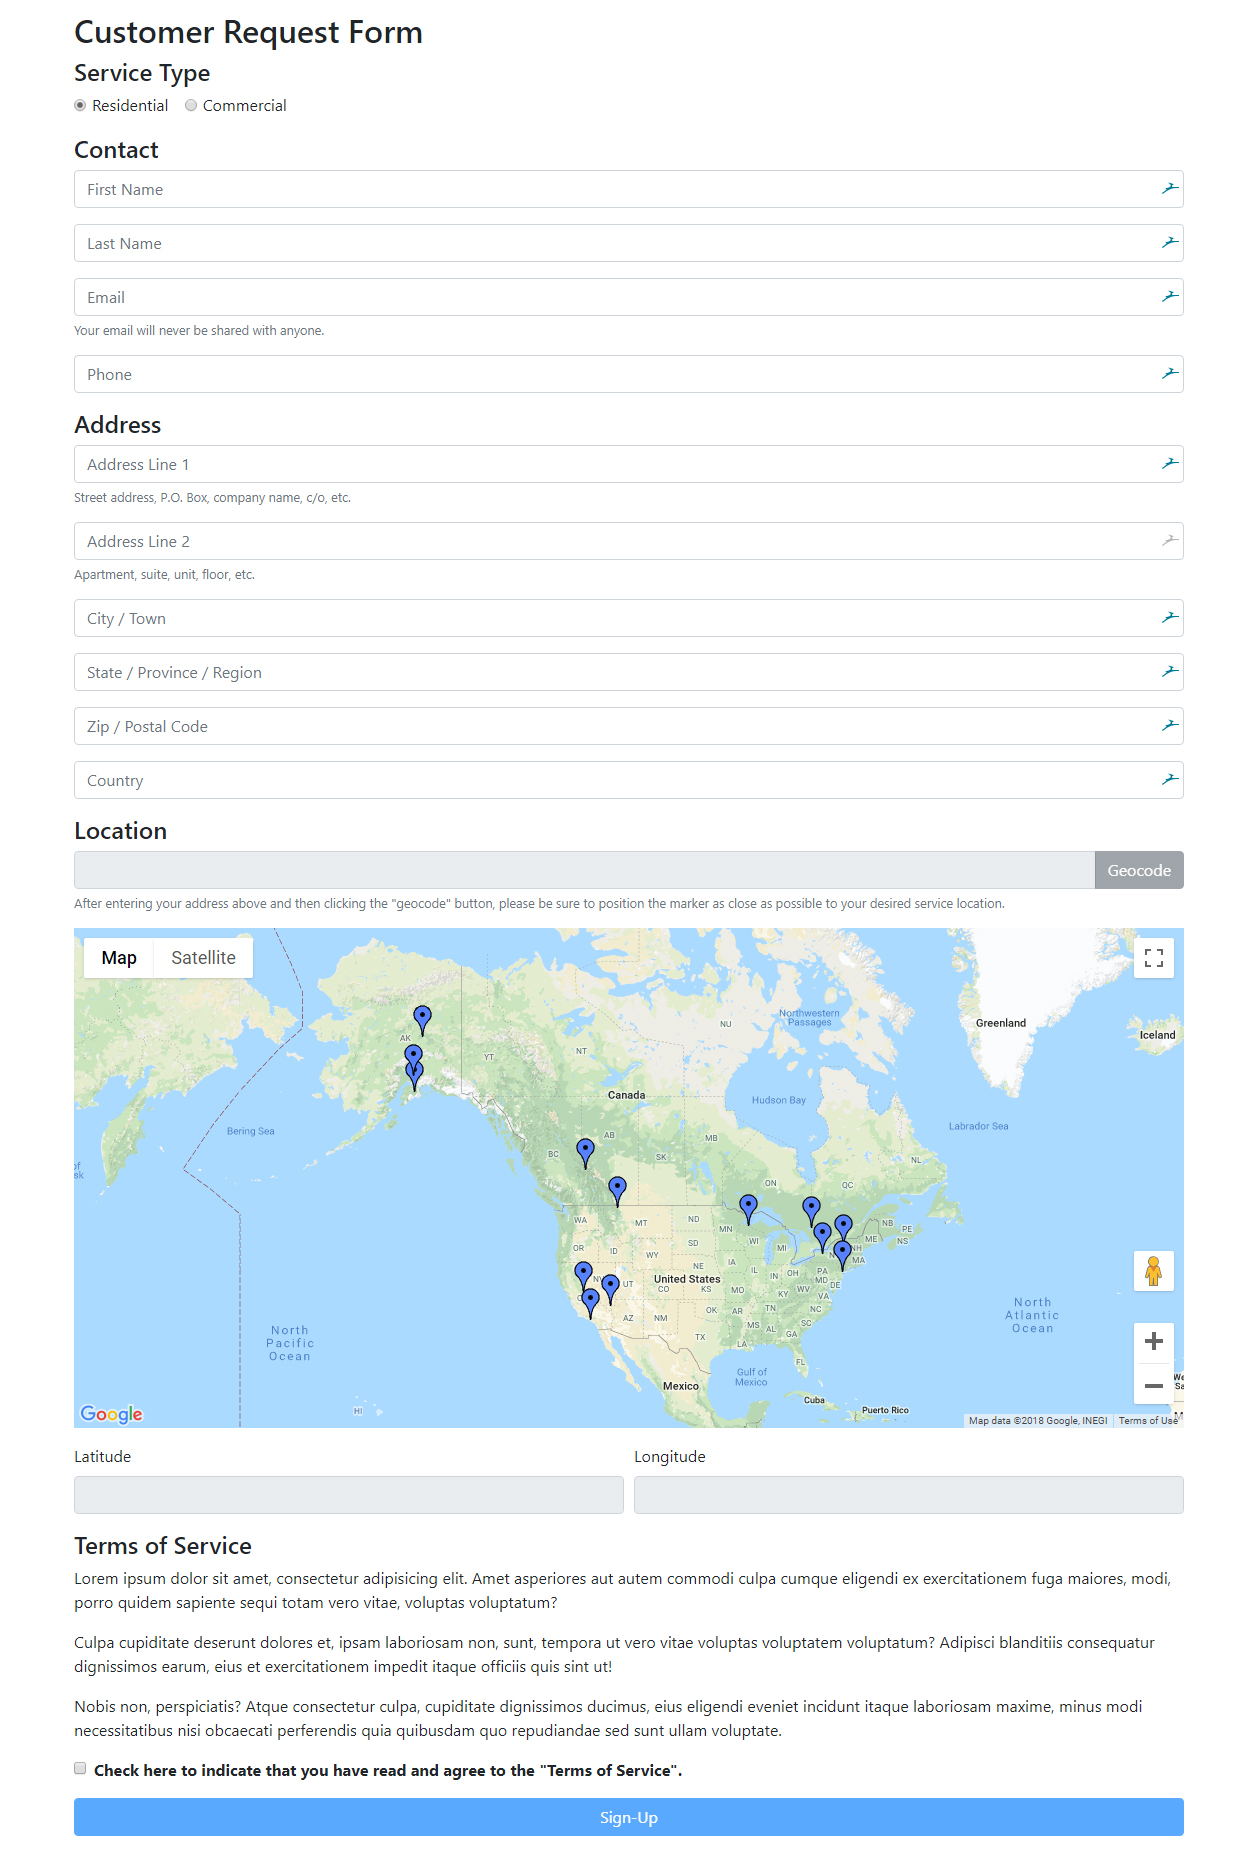 Customer Request Form
Service Type
Residential Commercial
Contact
First Name
Last Name
Email
Your email will never be shared with anyone.
Phone
Address
Address Line 1
Street address, P.O. Box, company name, c/o, etc.
Address Line 2
Apartment, suite, unit, floor, etc.
City / Town
State / Province / Region
Zip / Postal Code
Country
Location
Geocode
After entering your address above and then clicking the "geocode" button, please be sure to position the marker as close as possible to your desired service location.
Map Satellite
Northwestern
Passages
NU
Greenland
Iceland
AK
YT
NT
Canada
Hudson Bay
Bering Sea
Labrador Sea
AB
MB
BC
SK
NL
ON
QC
WA
MT
ND
MN
NB
PE
ME
NS
OR
ID
WY
SD
WI
MI
NH
MA
NV
UT
NE
IA
IL
IN
OH
PA
MD
DE
United States
CO
KS
MO
KY
WV
VA
AZ
NM
OK
AR
TN
NC
MS
AL
SC
TX
LA
GA
FL
North
Pacific
Ocean
North
Atlantic
Ocean
Gulf of
Mexico
Mexico
Cuba
Puerto Rico
HI
Google
Map data ©2018 Google, INEGI Terms of Use
Latitude Longitude
Terms of Service
Lorem ipsum dolor sit amet, consectetur adipisicing elit. Amet asperiores aut autem commodi culpa cumque eligendi ex exercitationem fuga maiores, modi,
porro quidem sapiente sequi totam vero vitae, voluptas voluptatum?
Culpa cupiditate deserunt dolores et, ipsam laboriosam non, sunt, tempora ut vero vitae voluptas voluptatem voluptatum? Adipisci blanditiis consequatur
dignissimos earum, eius et exercitationem impedit itaque officiis quis sint ut!
Nobis non, perspiciatis? Atque consectetur culpa, cupiditate dignissimos ducimus, eius eligendi eveniet incidunt itaque laboriosam maxime, minus modi
necessitatibus nisi obcaecati perferendis quia quibusdam quo repudiandae sed sunt ullam voluptate.
Check here to indicate that you have read and agree to the "Terms of Service".
Sign-Up